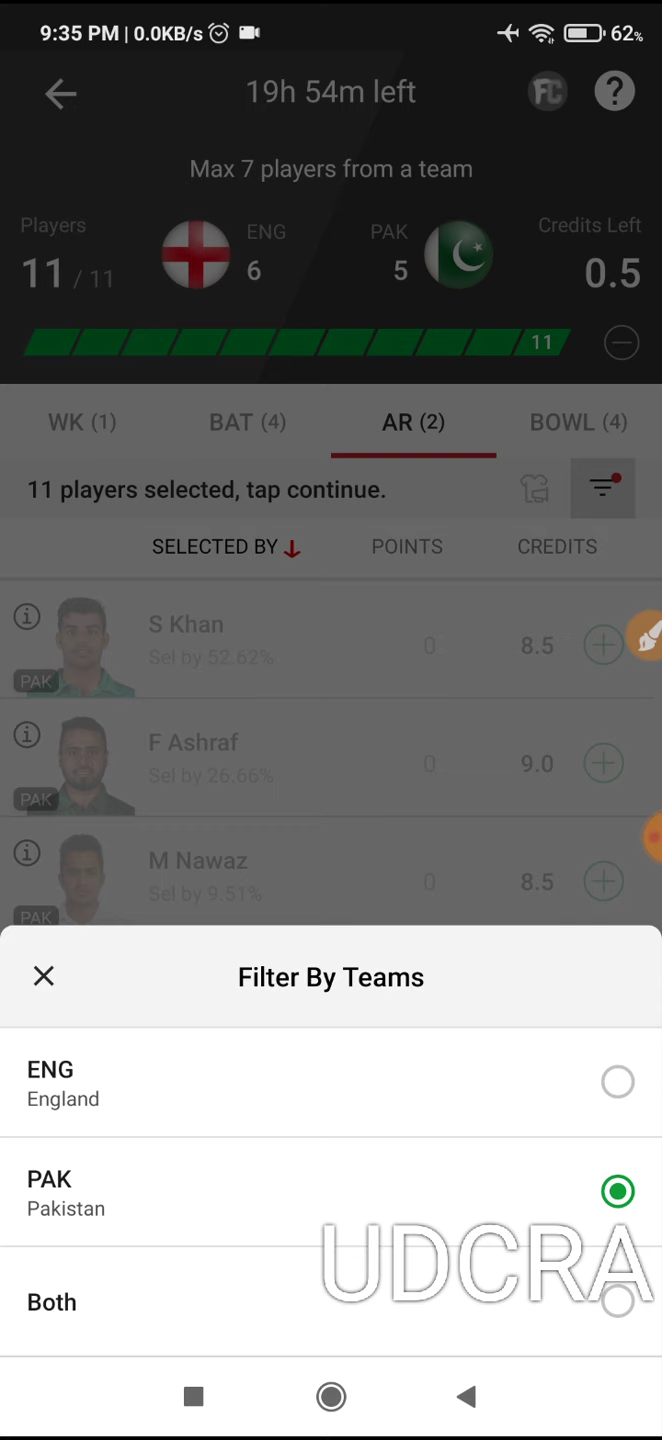 9:35 PM | 0.0KB/s 62%
19h 54m left FC ?
Max 7 players from a team
Players ENG PAK Credits Left
11 / 11 6 5 0.5
11
WK (1) BAT (4) AR (2) BOWL (4)
11 players selected, tap continue.
SELECTED BY POINTS CREDITS
S Khan
Sel by 52.62% 0 8.5
PAK
F Ashraf
Sel by 26.66% 0 9.0
PAK
M Nawaz
Sel by 9.51% 0 8.5
PAK
Filter By Teams
ENG
England
PAK
Pakistan
UDCRA
Both